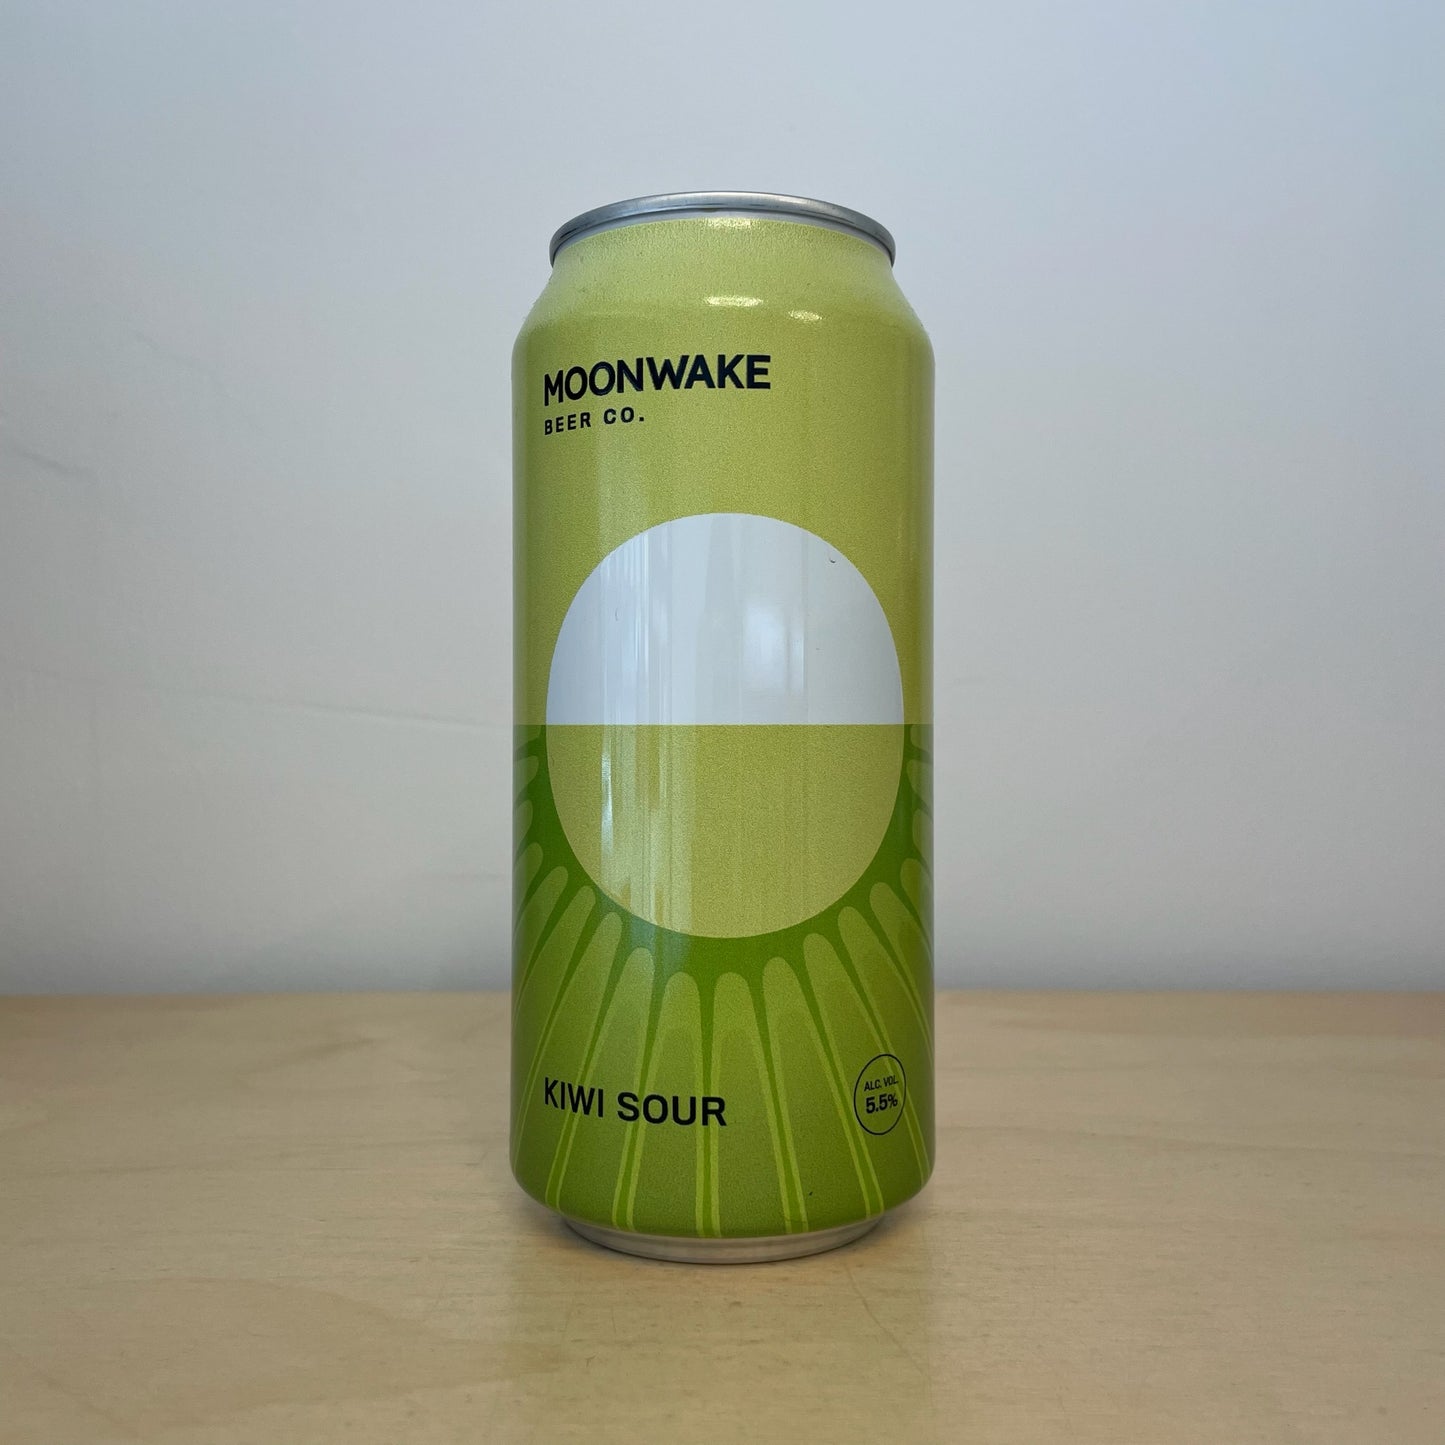 MOONWAKE
BEER CO.
KIWI SOUR
ALC. VOL.
5.5%